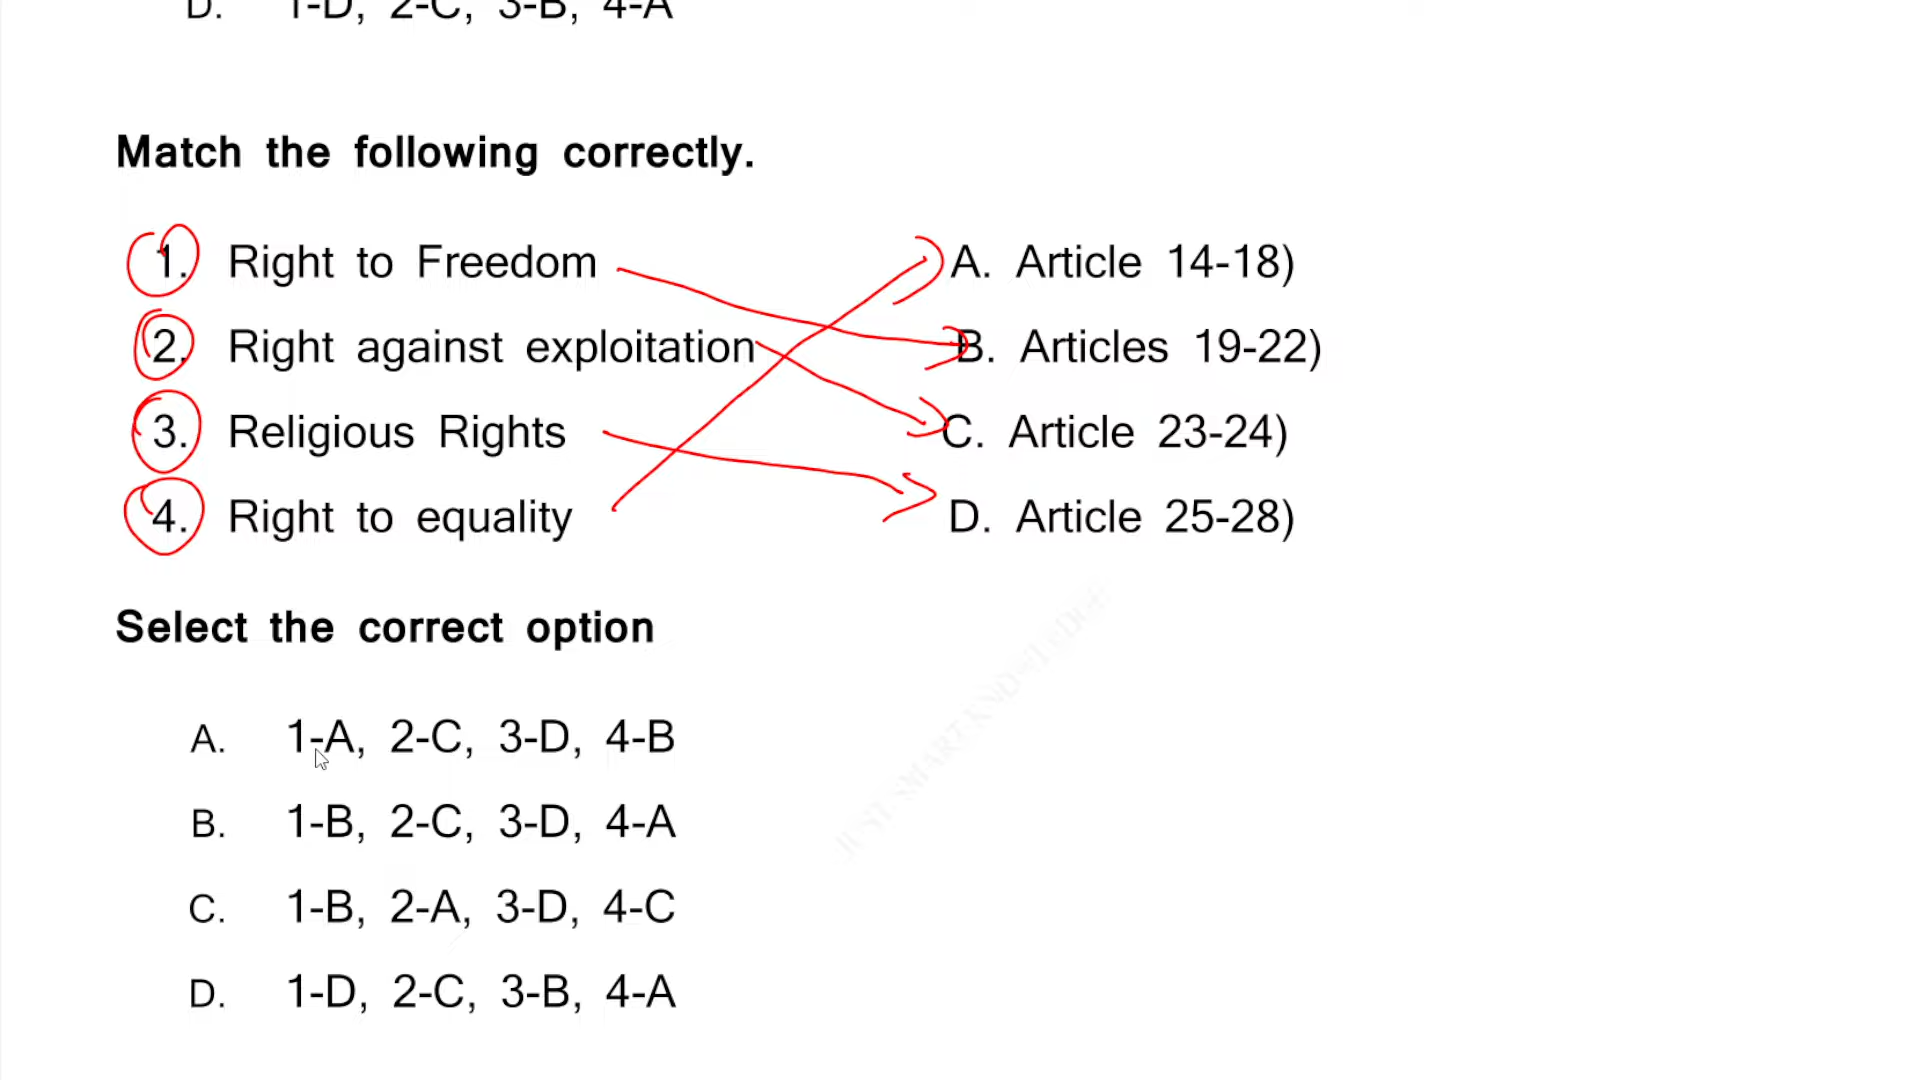 D. 1-D, 2-C, 3-B, 4-A
Match the following correctly.
1. Right to Freedom A. Article 14-18)
2. Right against exploitation B. Articles 19-22)
3. Religious Rights C. Article 23-24)
4. Right to equality D. Article 25-28)
Select the correct option
A. 1-A, 2-C, 3-D, 4-B
B. 1-B, 2-C, 3-D, 4-A
C. 1-B, 2-A, 3-D, 4-C
D. 1-D, 2-C, 3-B, 4-A